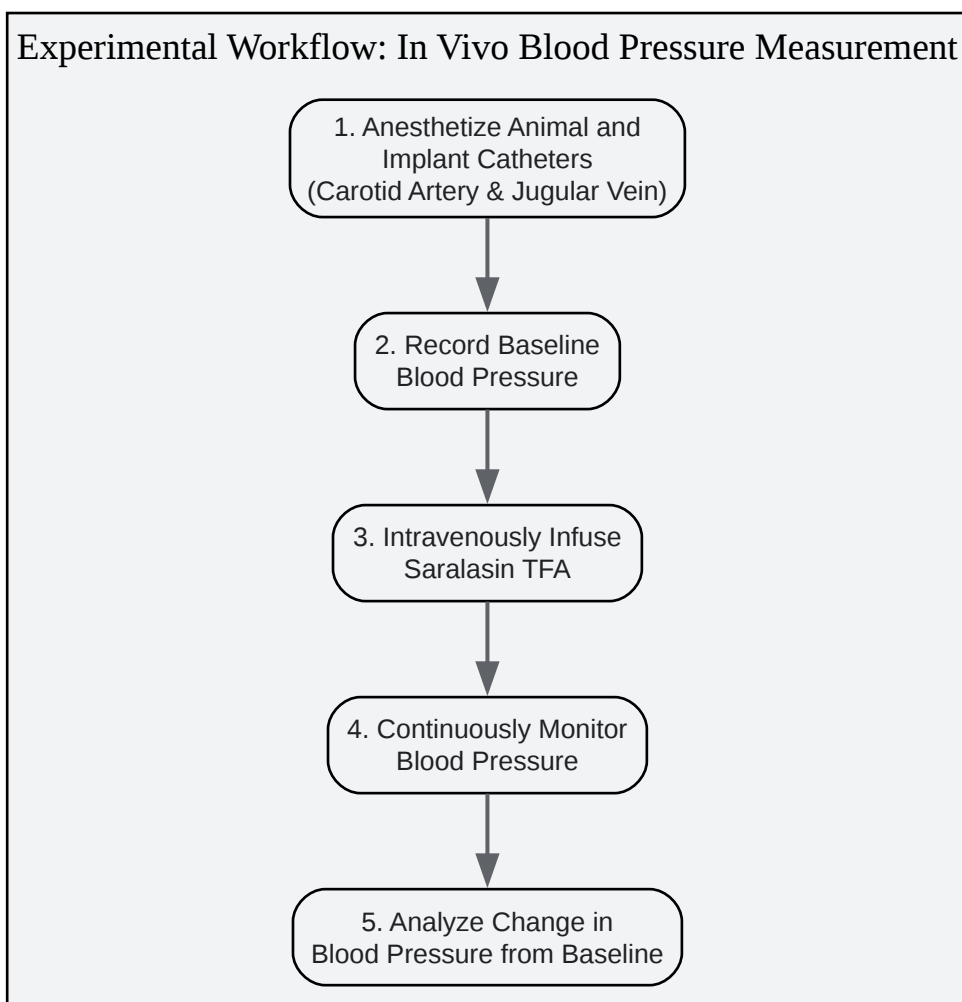 Experimental Workflow: In Vivo Blood Pressure Measurement
1. Anesthetize Animal and
Implant Catheters
(Carotid Artery & Jugular Vein)
2. Record Baseline
Blood Pressure
3. Intravenously Infuse
Saralasin TFA
4. Continuously Monitor
Blood Pressure
5. Analyze Change in
Blood Pressure from Baseline